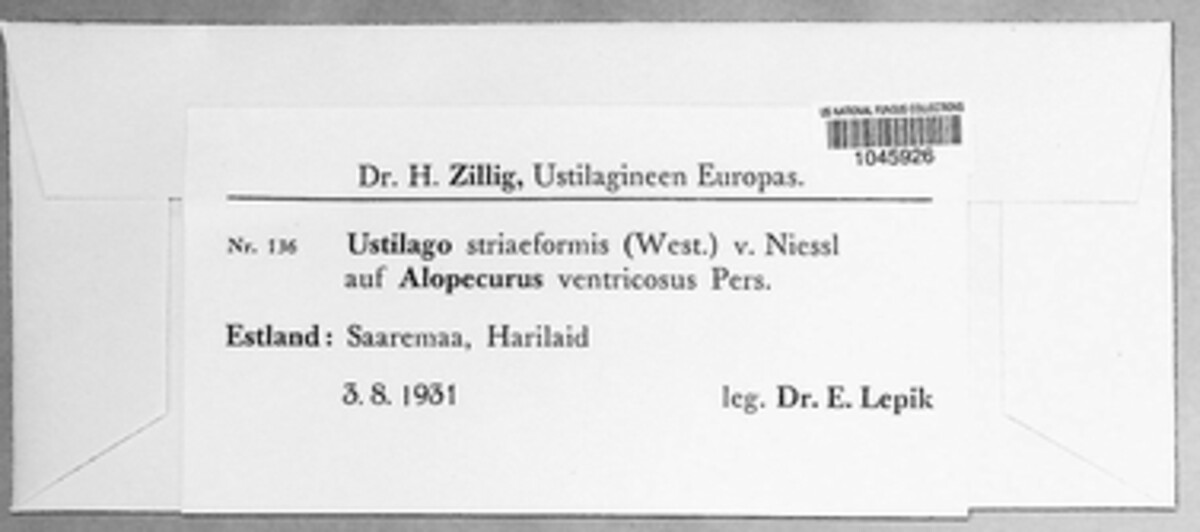 US NATIONAL FUNGUS COLLECTIONS
1045926
Dr. H. Zillig, Ustilagineen Europas.
Nr. 136 Ustilago striaeformis (West.) v. Niessl
auf Alopecurus ventricosus Pers.
Estland: Saaremaa, Harilaid
3. 8. 1931 leg. Dr. E. Lepik